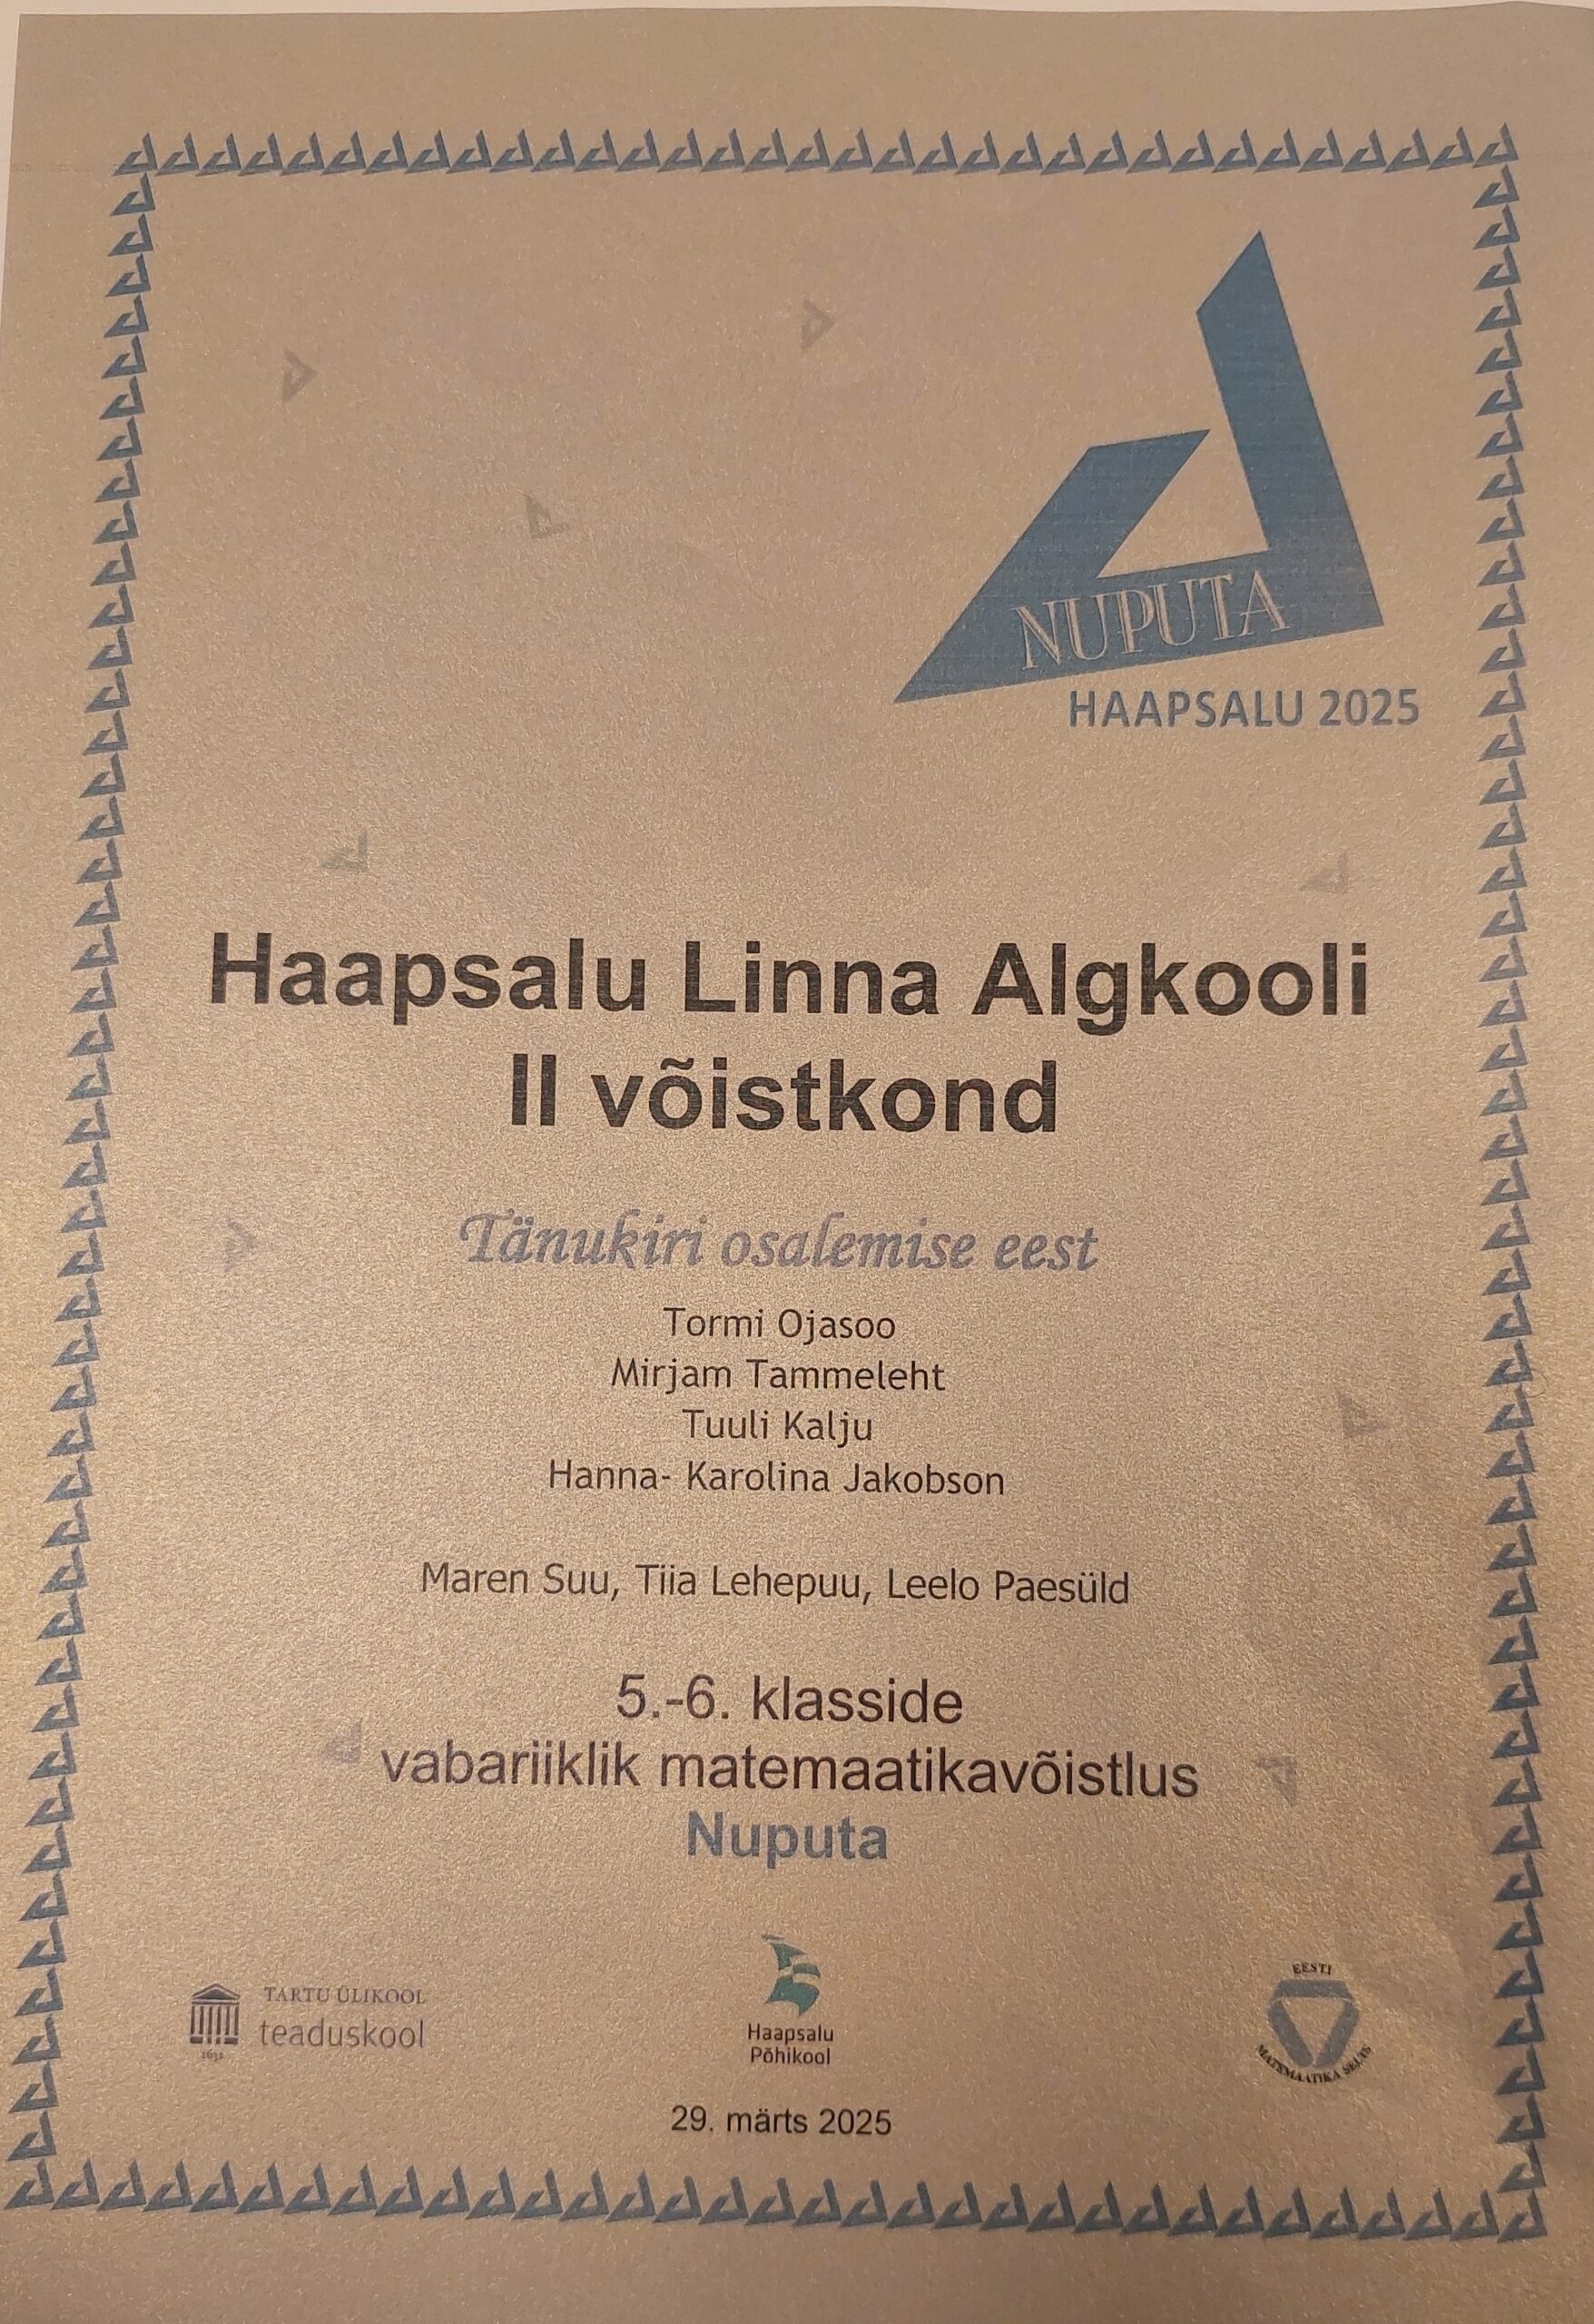 NUPUTA
HAAPSALU 2025
Haapsalu Linna Algkooli
II võistkond
Tänukiri osalemise eest
Tormi Ojasoo
Mirjam Tammeleht
Tuuli Kalju
Hanna- Karolina Jakobson
Maren Suu, Tiia Lehepuu, Leelo Paesüld
5.-6. klasside
vabariiklik matemaatikavõistlus
Nuputa
TARTU ÜLIKOOL
teaduskool
1632
Haapsalu
Põhikool
EESTI
MATEMAATIKA SELTS
29. märts 2025